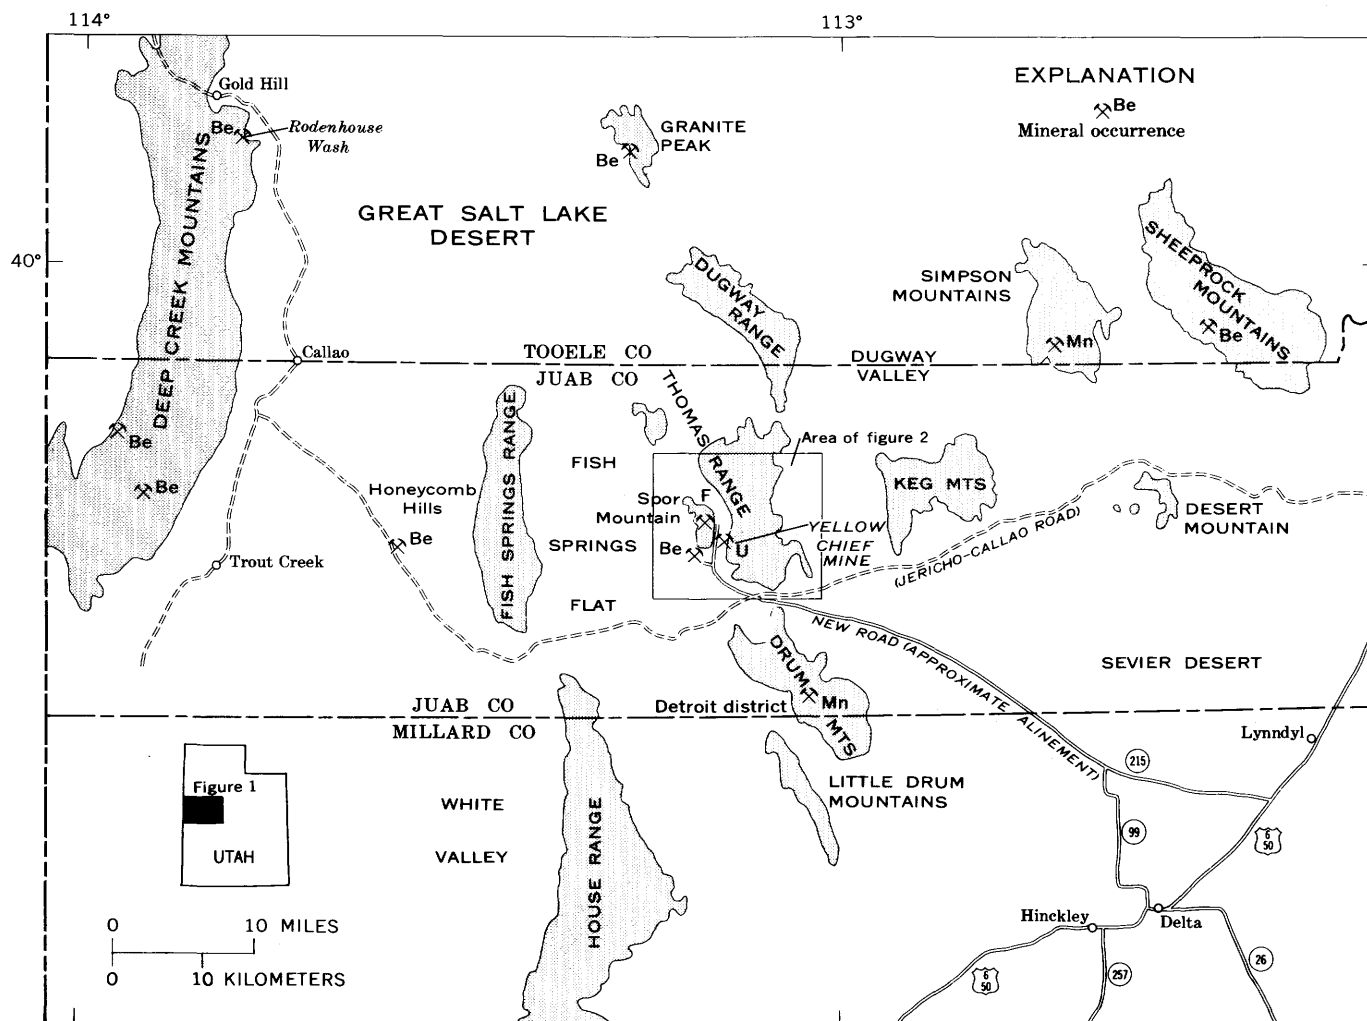 114°
113°
Gold Hill
Be
Rodenhouse
Wash
DEEP CREEK MOUNTAINS
GREAT SALT LAKE
DESERT
GRANITE
PEAK
Be
EXPLANATION
Be
Mineral occurrence
40°
DUGWAY
RANGE
SIMPSON
MOUNTAINS
Mn
SHEEPROCK
MOUNTAINS
Be
Callao
TOOELE CO
JUAB CO
DUGWAY
VALLEY
Be
Be
Trout Creek
Honeycomb
Hills
Be
FISH SPRINGS RANGE
FISH
SPRINGS
FLAT
THOMAS
RANGE
Area of figure 2
Spor
Mountain
F
Be
U
YELLOW
CHIEF
MINE
KEG MTS
(JERICHO-CALLAO ROAD)
DESERT
MOUNTAIN
NEW ROAD (APPROXIMATE ALINEMENT)
SEVIER DESERT
DRUM
MTS
Mn
Detroit district
JUAB CO
MILLARD CO
LITTLE DRUM
MOUNTAINS
Lynndyl
215
99
6
50
Figure 1
UTAH
WHITE
VALLEY
HOUSE RANGE
0 10 MILES
0 10 KILOMETERS
Hinckley
Delta
6
50
257
26